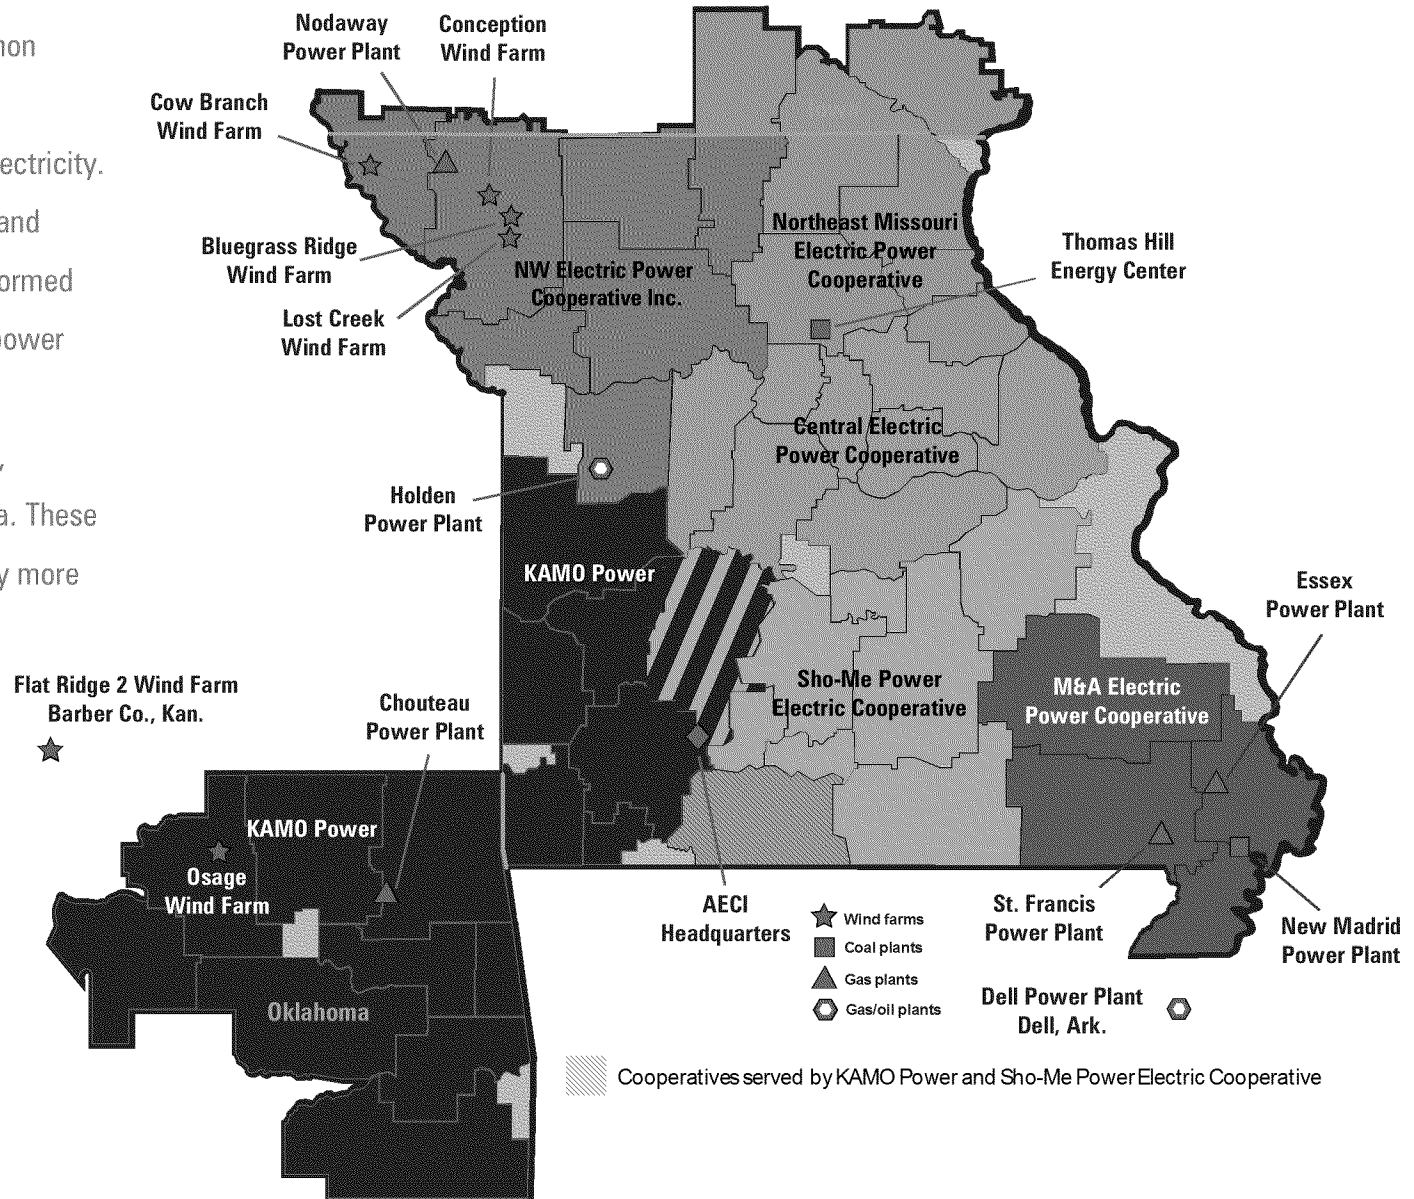 non
ectricity.
and
ormed
power
,
a. These
y more
Nodaway
Power Plant
Conception
Wind Farm
Cow Branch
Wind Farm
Bluegrass Ridge
Wind Farm
Lost Creek
Wind Farm
NW Electric Power
Cooperative Inc.
Northeast Missouri
Electric Power
Cooperative
Thomas Hill
Energy Center
Central Electric
Power Cooperative
Holden
Power Plant
KAMO Power
Essex
Power Plant
Sho-Me Power
Electric Cooperative
M&A Electric
Power Cooperative
Flat Ridge 2 Wind Farm
Barber Co., Kan.
Chouteau
Power Plant
KAMO Power
Osage
Wind Farm
Oklahoma
AECI
Headquarters
Wind farms
Coal plants
Gas plants
Gas/oil plants
St. Francis
Power Plant
New Madrid
Power Plant
Dell Power Plant
Dell, Ark.
Cooperatives served by KAMO Power and Sho-Me Power Electric Cooperative